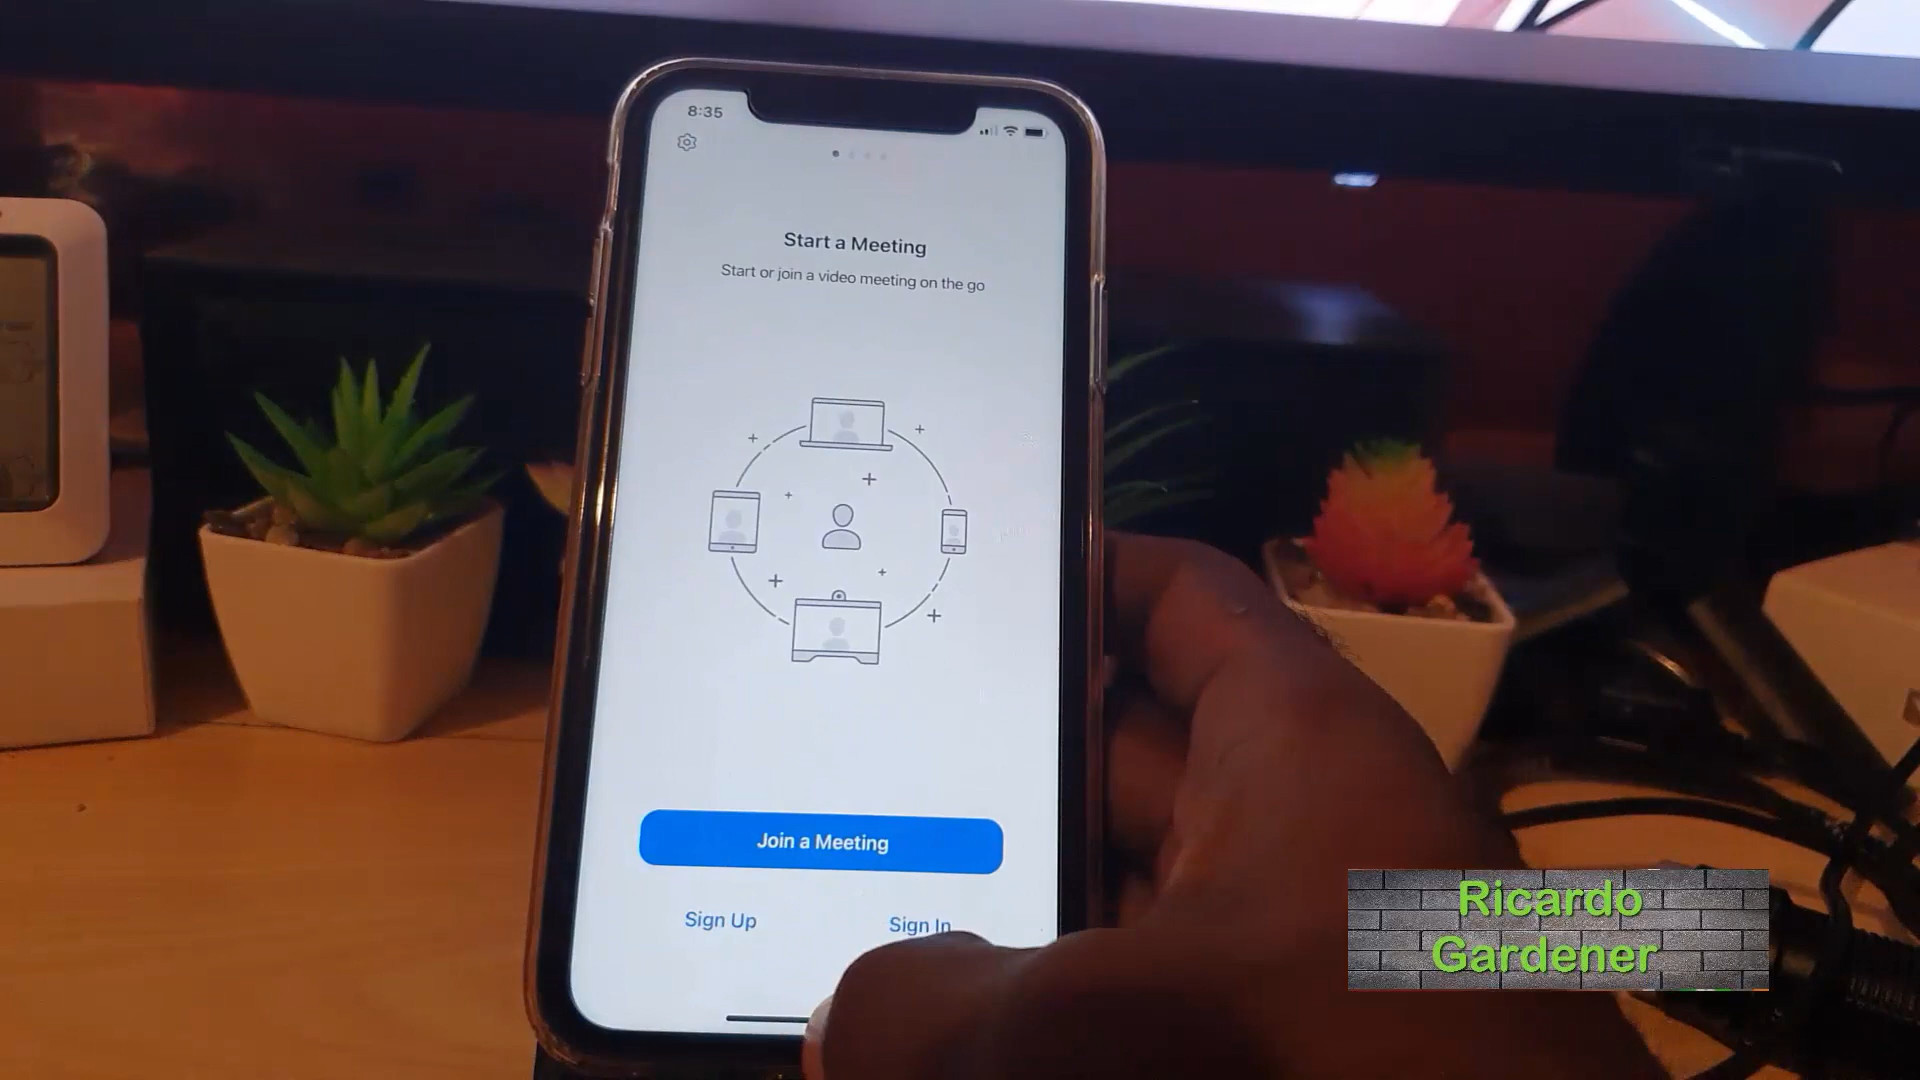 8:35
Start a Meeting
Start or join a video meeting on the go
Join a Meeting
Sign Up
Sign In
Ricardo
Gardener